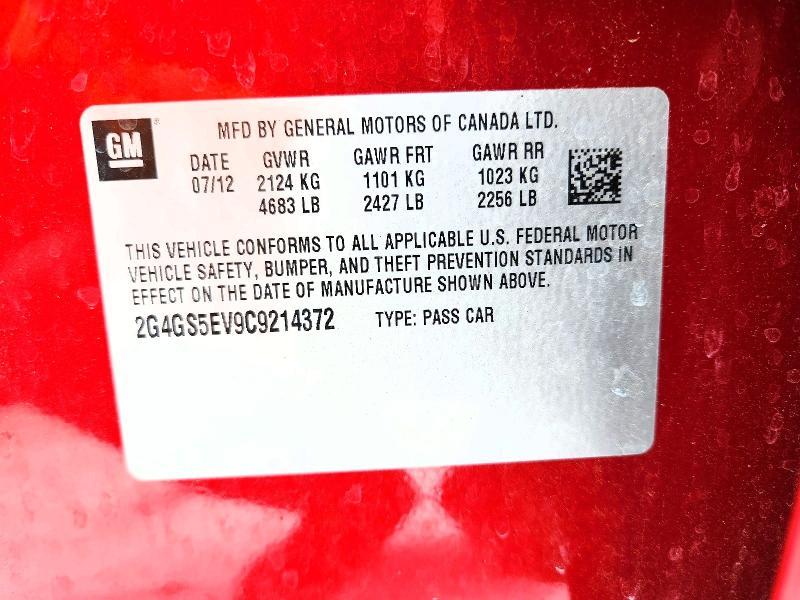 GM
MFD BY GENERAL MOTORS OF CANADA LTD.
DATE GVWR GAWR FRT GAWR RR
07/12 2124 KG 1101 KG 1023 KG
4683 LB 2427 LB 2256 LB
THIS VEHICLE CONFORMS TO ALL APPLICABLE U.S. FEDERAL MOTOR
VEHICLE SAFETY, BUMPER, AND THEFT PREVENTION STANDARDS IN
EFFECT ON THE DATE OF MANUFACTURE SHOWN ABOVE.
2G4GS5EV9C9214372 TYPE: PASS CAR